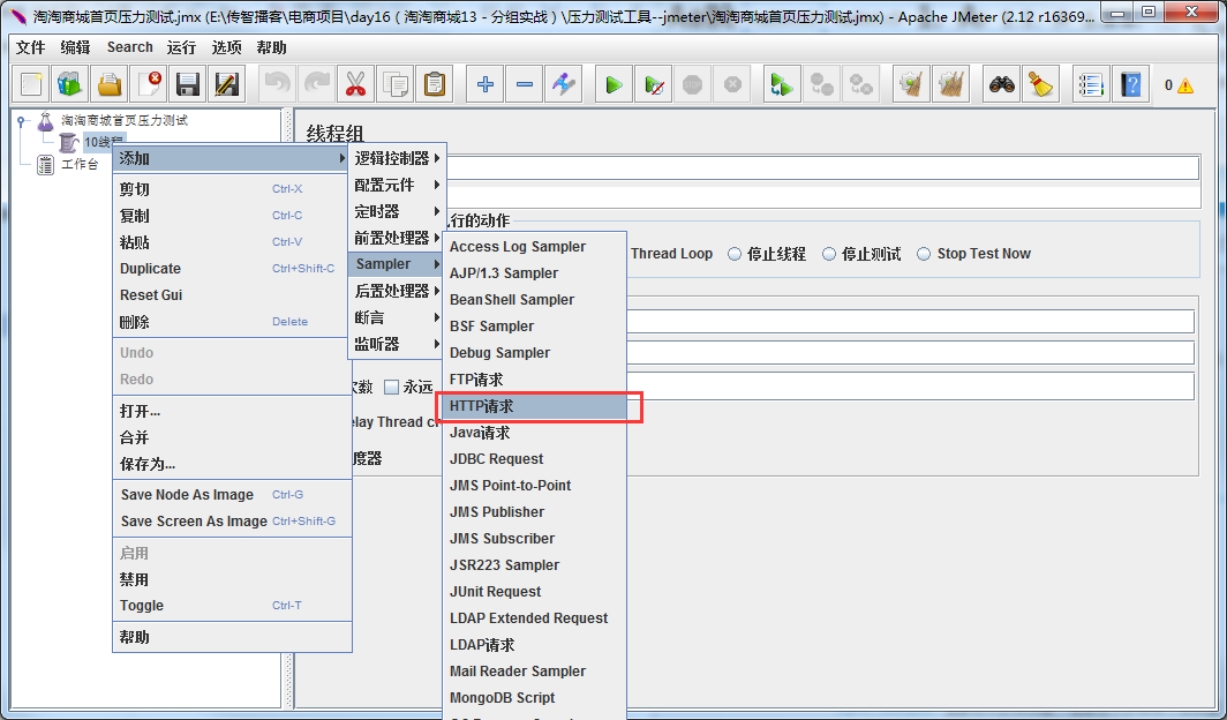 淘淘商城首页压力测试.jmx (E:\传智播客\电商项目\day16（淘淘商城13 - 分组实战）\压力测试工具--jmeter\淘淘商城首页压力测试.jmx) - Apache JMeter (2.12 r16369...
文件 编辑 Search 运行 选项 帮助
0
淘淘商城首页压力测试
10线程
工作台
线程组
行的动作
Thread Loop 停止线程 停止测试 Stop Test Now
次数 永远
elay Thread cr
度器
添加
剪切 Ctrl-X
复制 Ctrl-C
粘贴 Ctrl-V
Duplicate Ctrl+Shift-C
Reset Gui
删除 Delete
Undo
Redo
打开...
合并
保存为...
Save Node As Image Ctrl-G
Save Screen As Image Ctrl+Shift-G
启用
禁用
Toggle Ctrl-T
帮助
逻辑控制器
配置元件
定时器
前置处理器
Sampler
后置处理器
断言
监听器
Access Log Sampler
AJP/1.3 Sampler
BeanShell Sampler
BSF Sampler
Debug Sampler
FTP请求
HTTP请求
Java请求
JDBC Request
JMS Point-to-Point
JMS Publisher
JMS Subscriber
JSR223 Sampler
JUnit Request
LDAP Extended Request
LDAP请求
Mail Reader Sampler
MongoDB Script